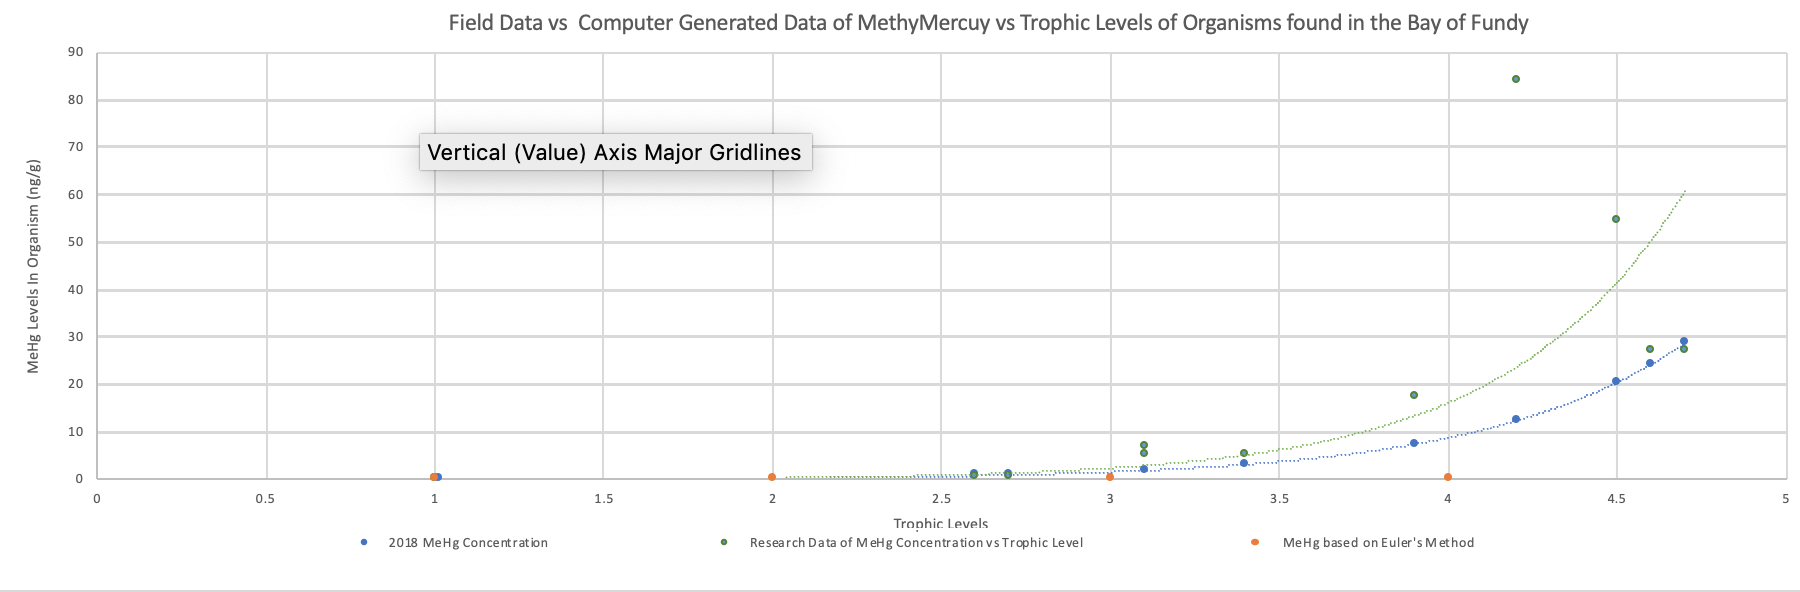 Field Data vs  Computer Generated Data of MethyMercuy vs Trophic Levels of Organisms found in the Bay of Fundy
90
80
70
60
50
40
30
20
10
0
MeHg Levels In Organism (ng/g)
Vertical (Value) Axis Major Gridlines
0 0.5 1 1.5 2 2.5 3 3.5 4 4.5 5
Trophic Levels
2018 MeHg Concentration Research Data of MeHg Concentration vs Trophic Level MeHg based on Euler's Method